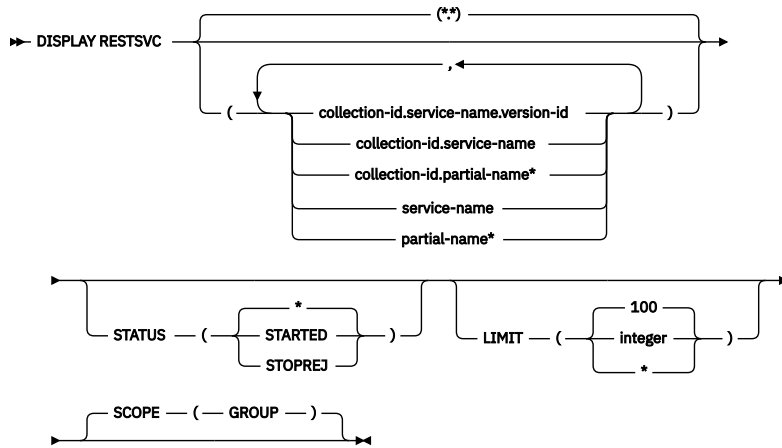 (*.*)
DISPLAY RESTSVC
,
( collection-id.service-name.version-id )
collection-id.service-name
collection-id.partial-name*
service-name
partial-name*
* 100
STATUS ( STARTED ) LIMIT ( integer )
STOPREJ *
SCOPE ( GROUP )